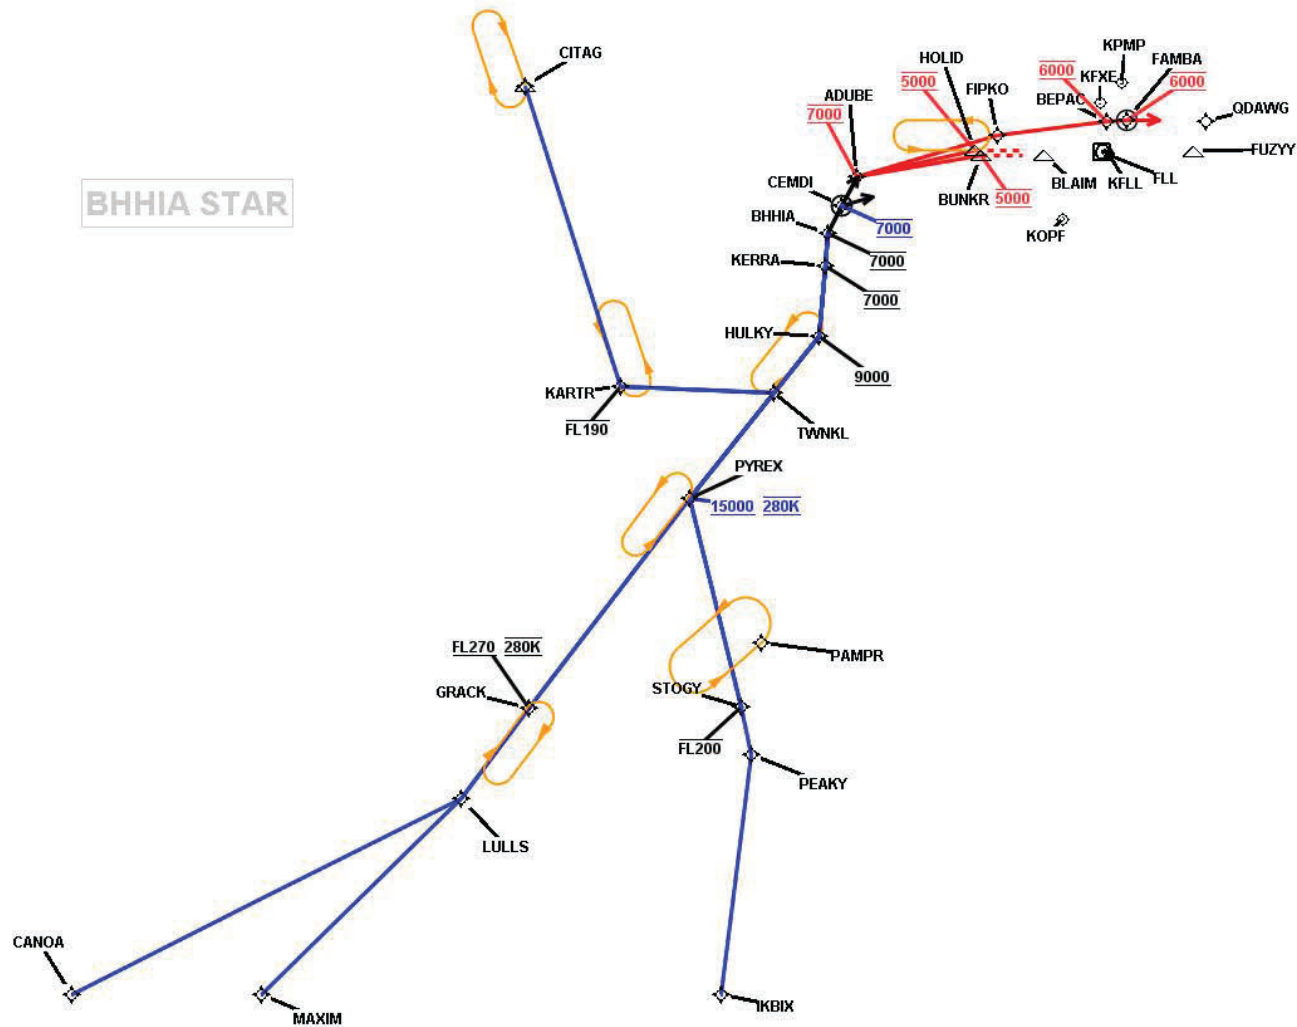 KPMP
CITAG
HOLID
FAMBA
FIPKO
6000
KFXE
6000
5000
ADUBE
BEPAC
7000
QDAWG
FUZYY
CEMDI
BLAIM
KFLL
FLL
BHHIA STAR
BUNKR
5000
BHHIA
7000
KOPF
KERRA
7000
7000
HULKY
9000
KARTR
FL190
TWNKL
PYREX
15000 280K
FL270 280K
PAMPR
GRACK
STOGY
FL200
PEAKY
LULLS
CANOA
MAXIM
IKBIX